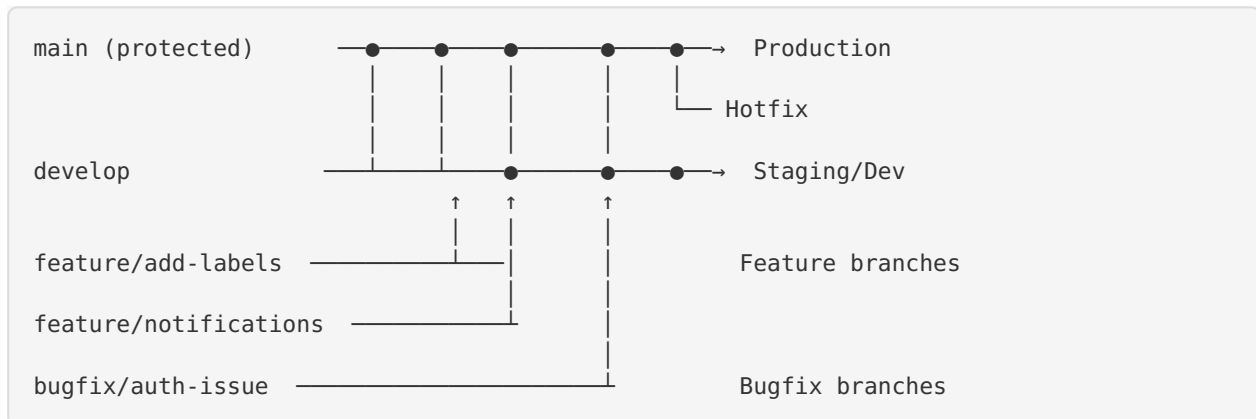 main (protected) Production
Hotfix
develop Staging/Dev
feature/add-labels Feature branches
feature/notifications
bugfix/auth-issue Bugfix branches